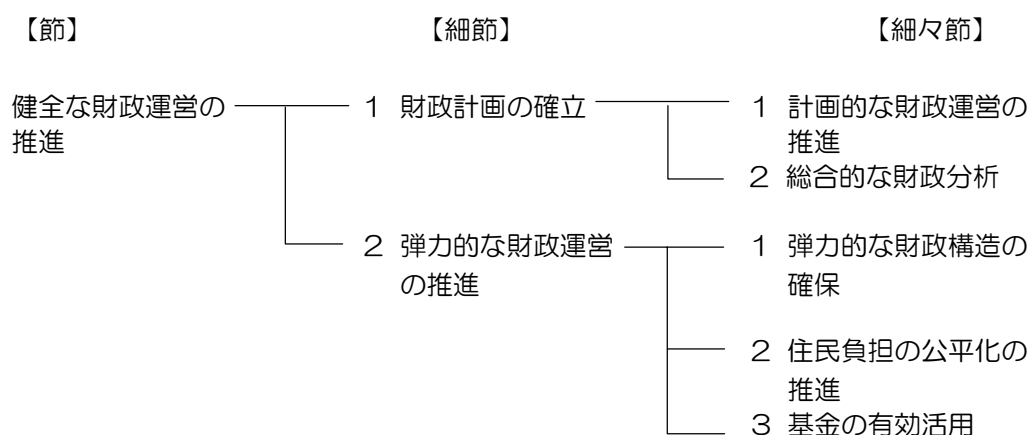 【節】 【細節】 【細々節】
健全な財政運営の 1 財政計画の確立 1 計画的な財政運営の
推進 推進
2 総合的な財政分析
2 弾力的な財政運営 1 弾力的な財政構造の
の推進 確保
2 住民負担の公平化の
推進
3 基金の有効活用